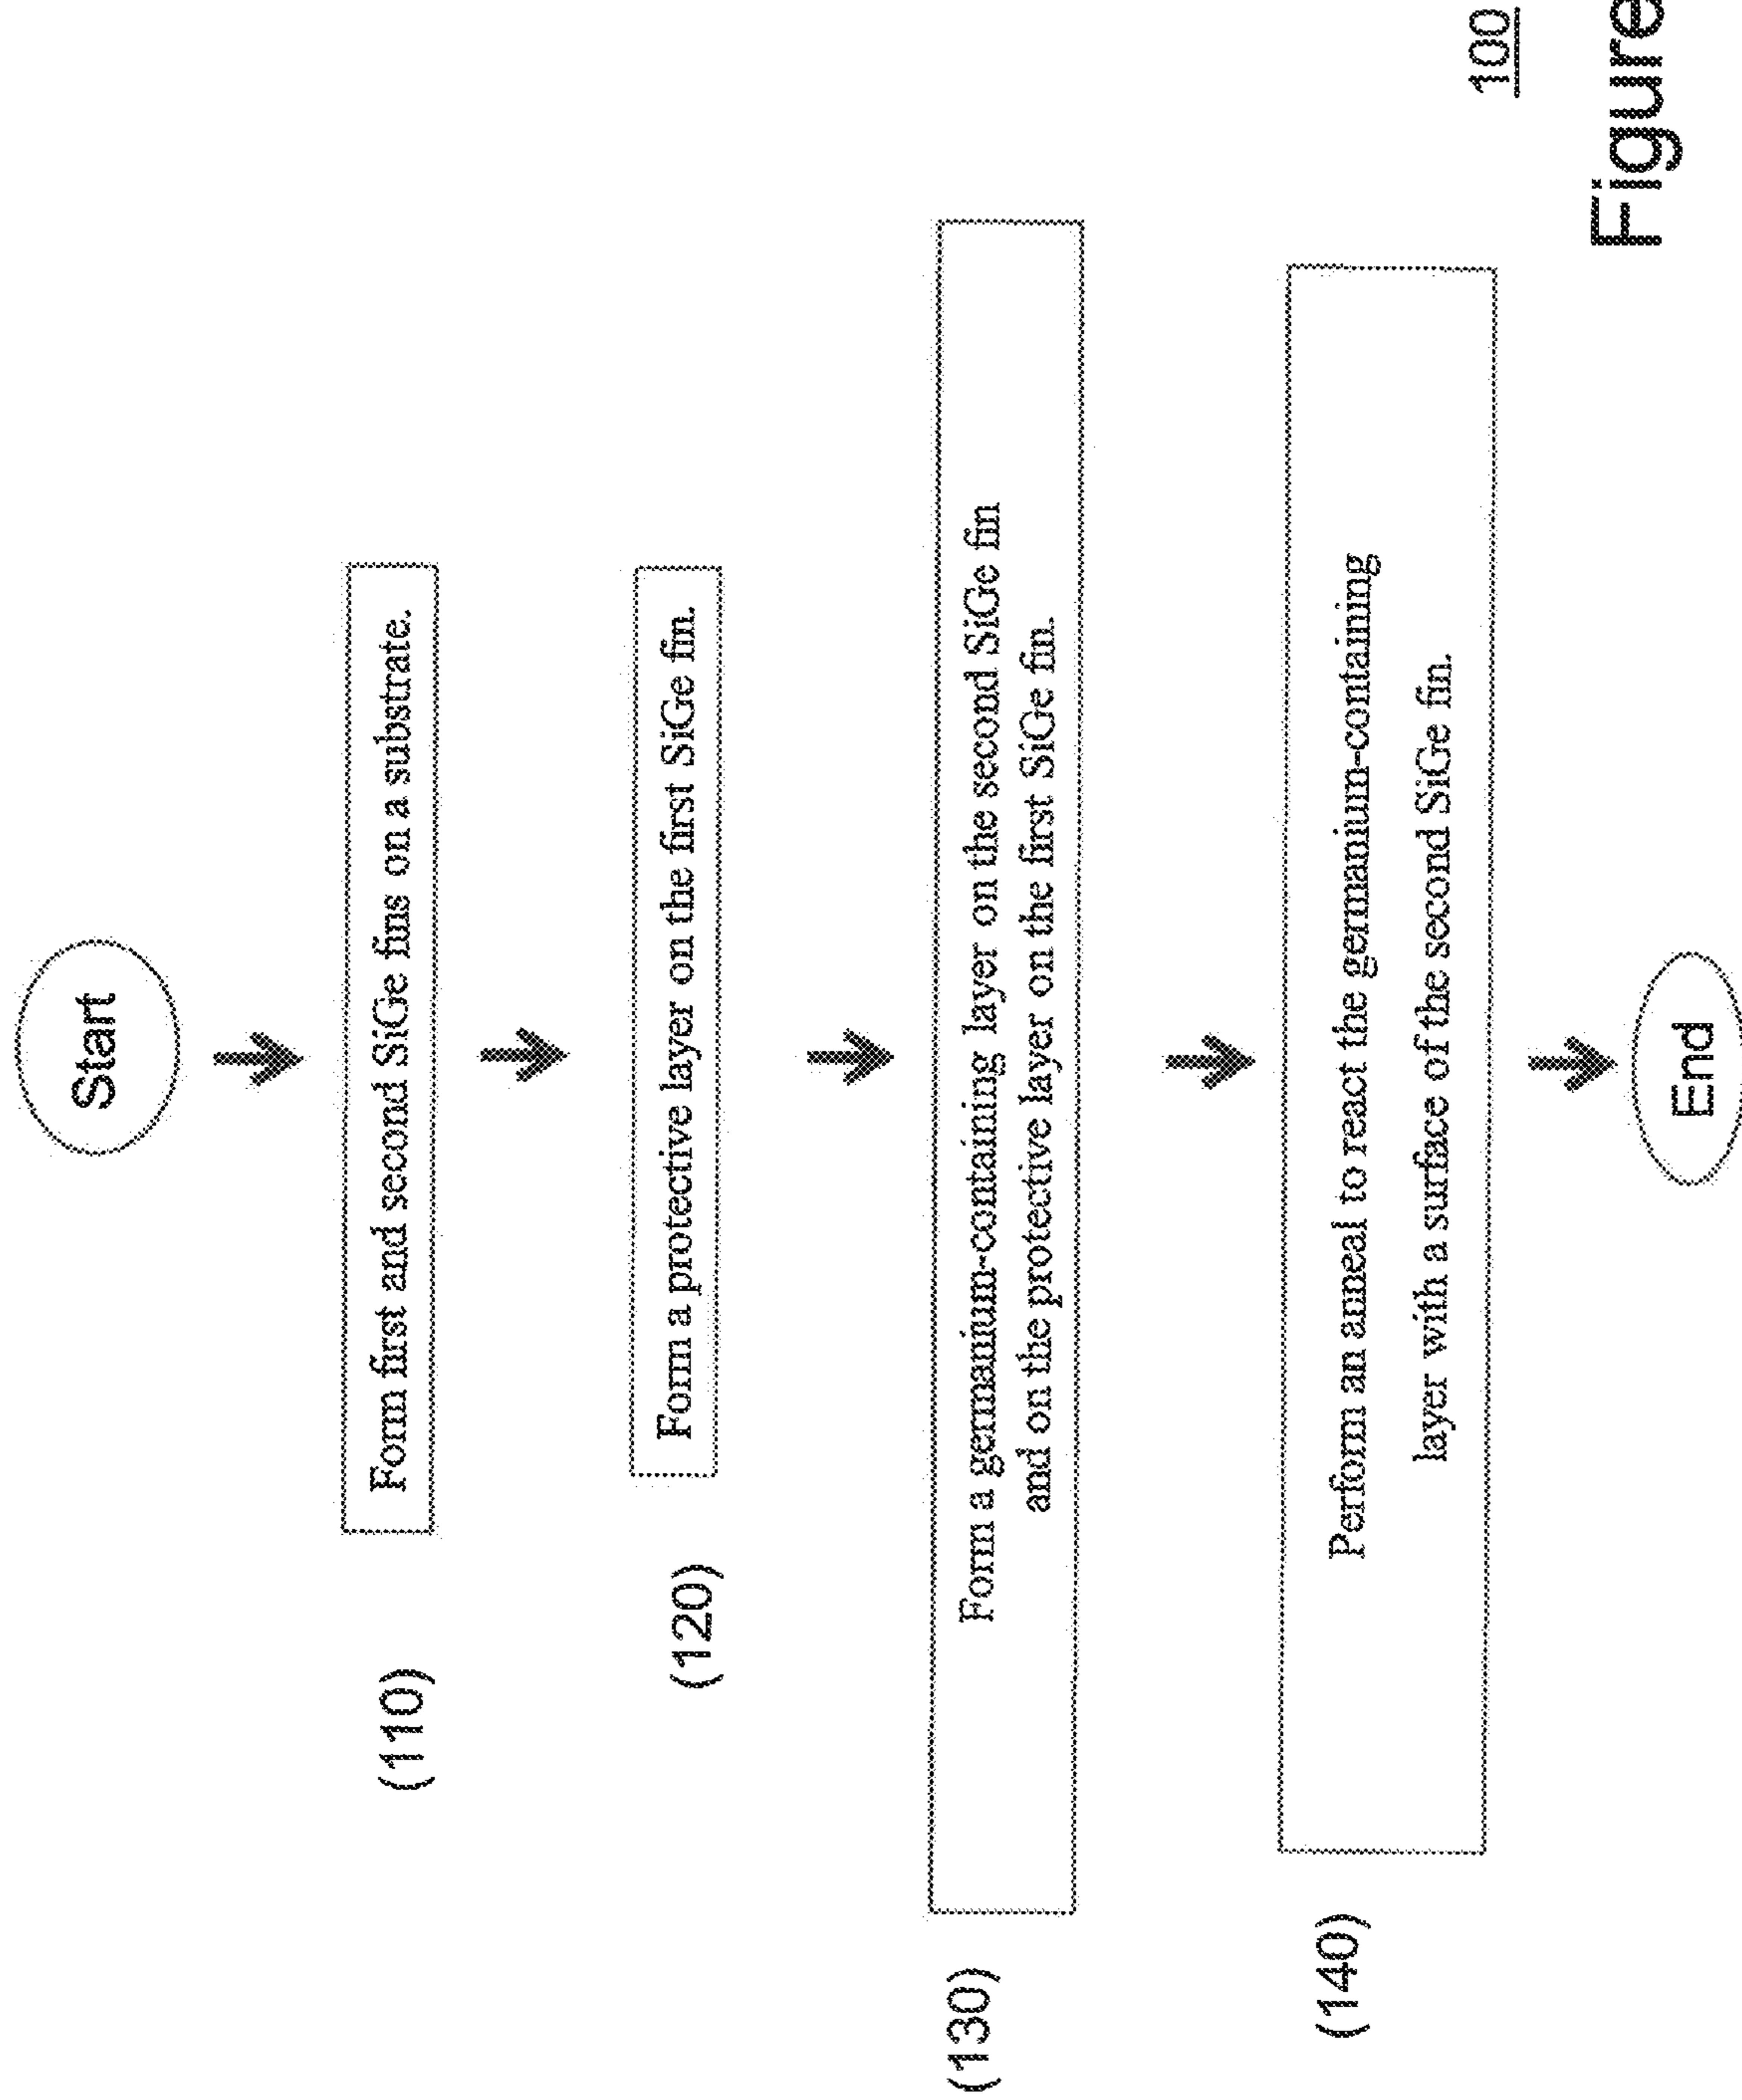 Start
(110)
Form first and second SiGe fins on a substrate.
(120)
Form a protective layer on the first SiGe fin.
(130)
Form a germanium-containing layer on the second SiGe fin
and on the protective layer on the first SiGe fin.
(140)
Perform an anneal to react the germanium-containing
layer with a surface of the second SiGe fin.
End
100
Figure